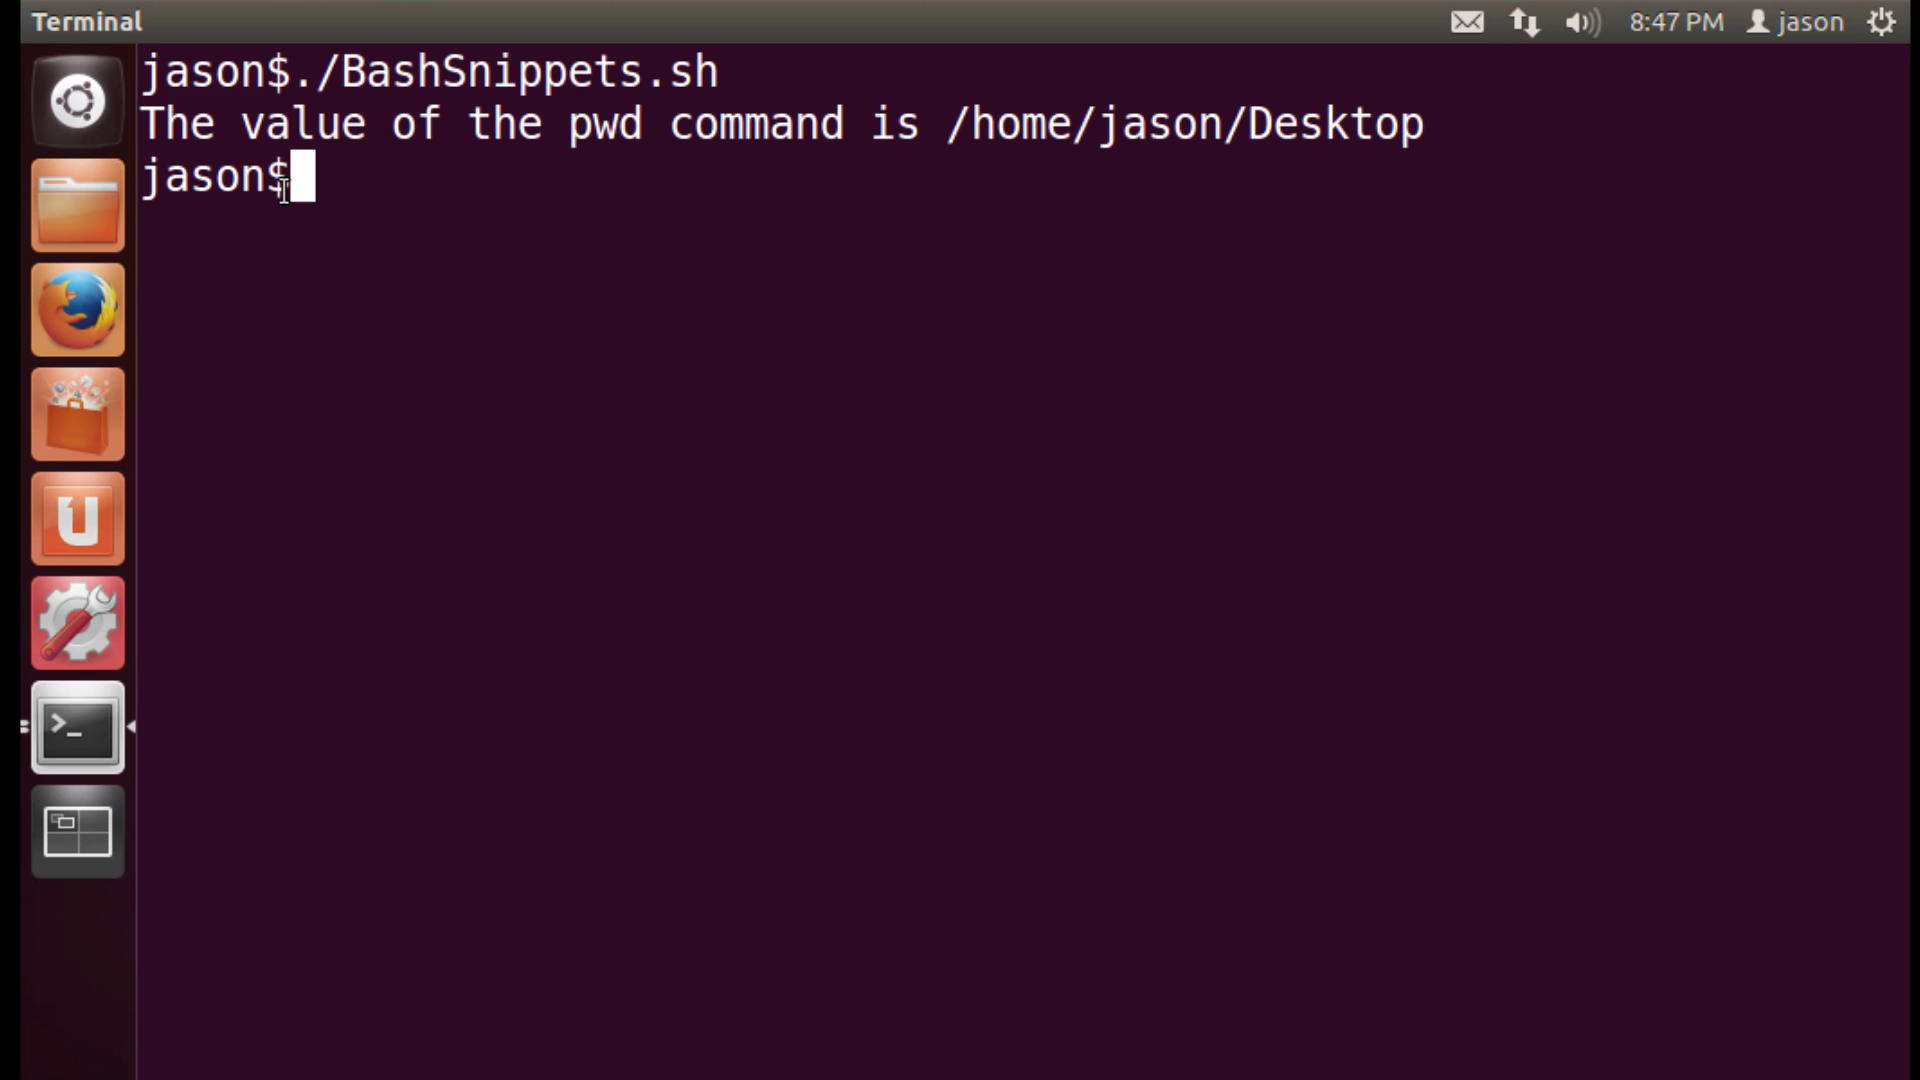 Terminal
8:47 PM
jason
jason$./BashSnippets.sh
The value of the pwd command is /home/jason/Desktop
jason$